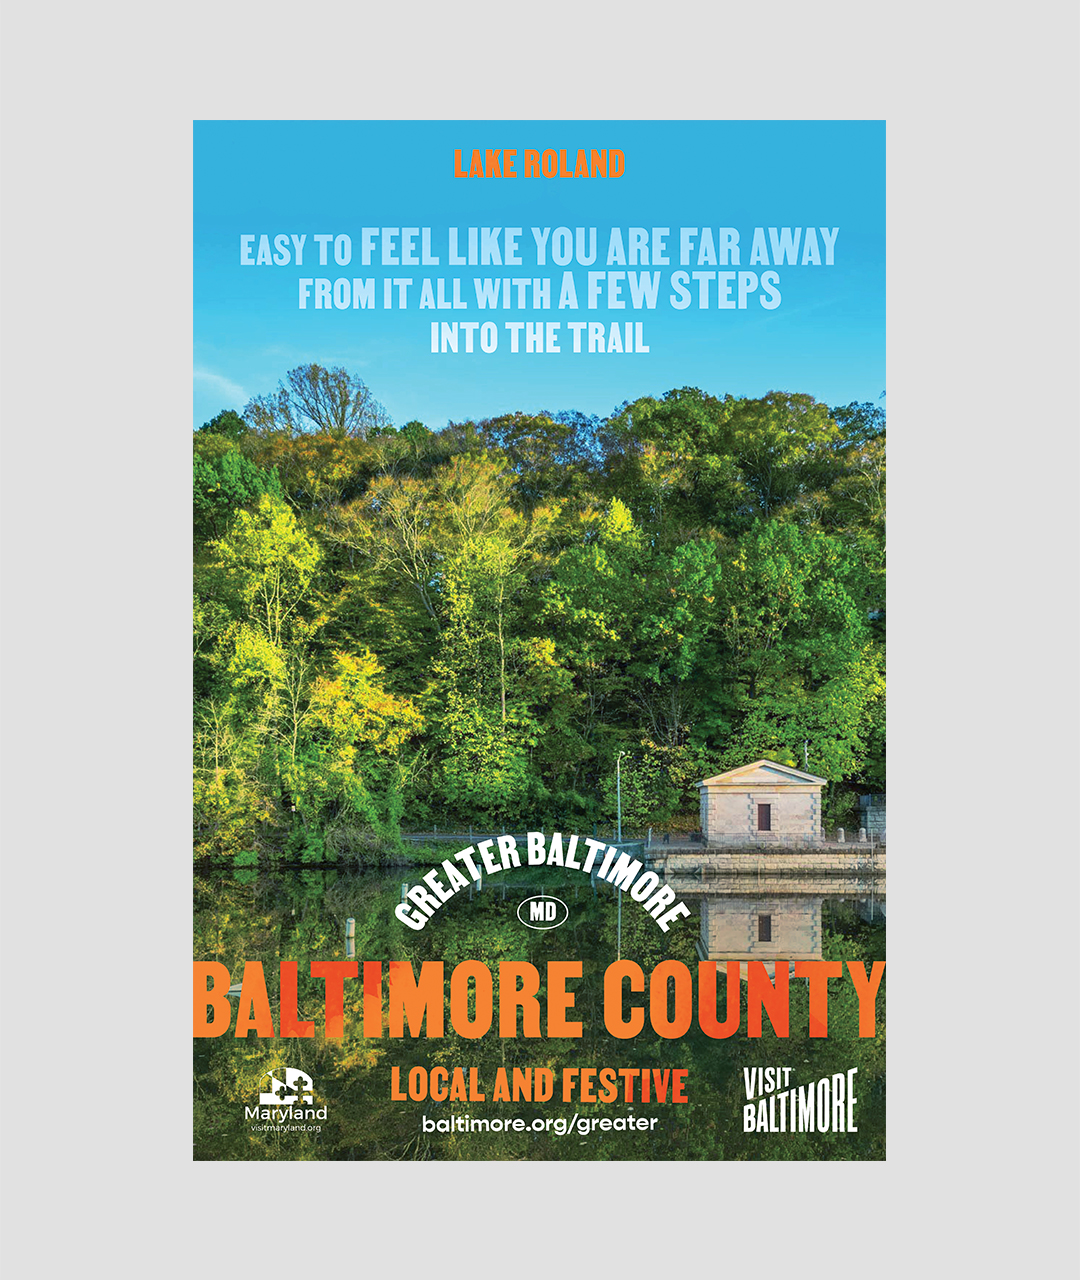 LAKE ROLAND
EASY TO FEEL LIKE YOU ARE FAR AWAY
FROM IT ALL WITH A FEW STEPS
INTO THE TRAIL
GREATER BALTIMORE
MD
BALTIMORE COUNTY
LOCAL AND FESTIVE
baltimore.org/greater
Maryland
visitmaryland.org
VISIT
BALTIMORE